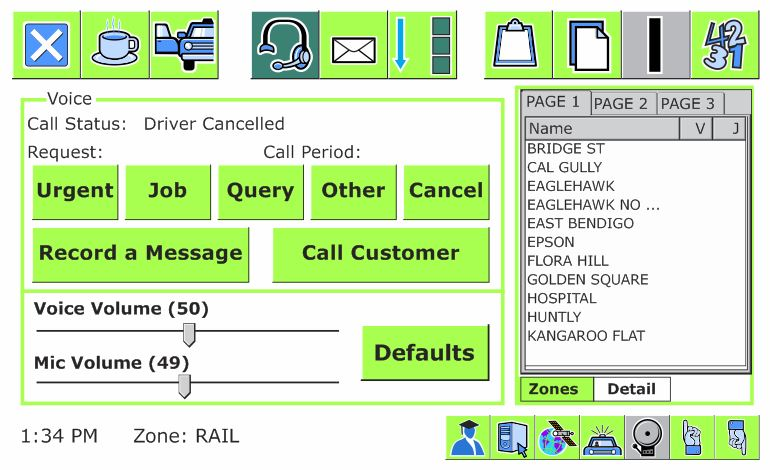 Voice
Call Status: Driver Cancelled
Request: Call Period:
Urgent Job Query Other Cancel
Record a Message Call Customer
Voice Volume (50)
Mic Volume (49)
Defaults
PAGE 1 PAGE 2 PAGE 3
Name V J
BRIDGE ST
CAL GULLY
EAGLEHAWK
EAGLEHAWK NO ...
EAST BENDIGO
EPSON
FLORA HILL
GOLDEN SQUARE
HOSPITAL
HUNTLY
KANGAROO FLAT
Zones Detail
1:34 PM Zone: RAIL